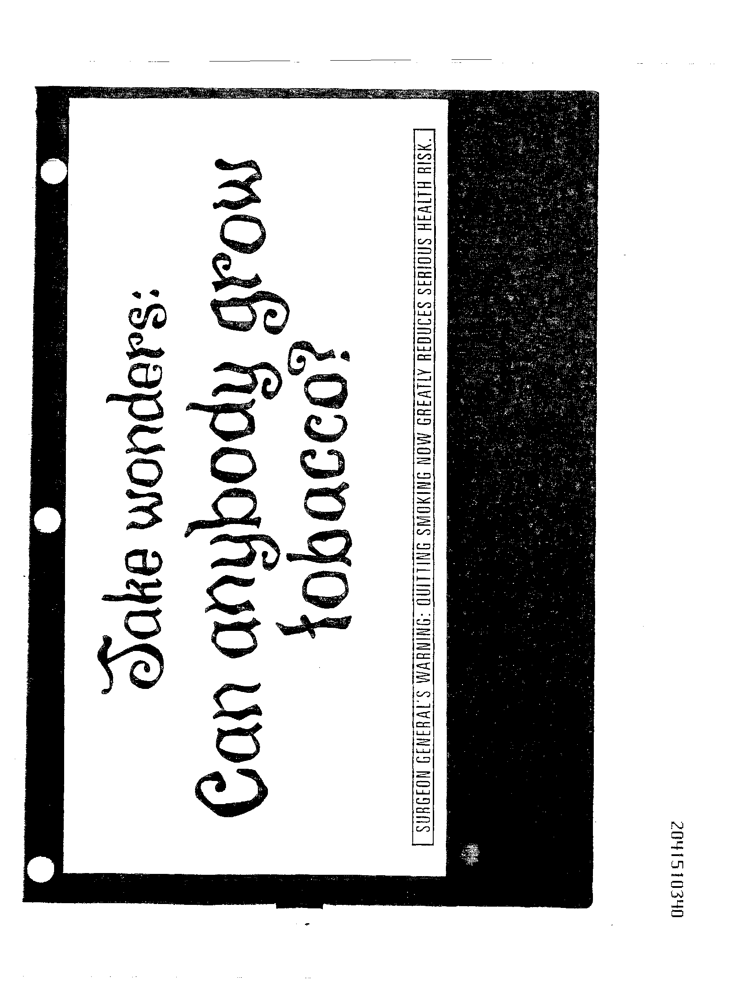 Jake wonders:
Can anybody grow
tobacco?
SURGEON GENERAL'S WARNING: QUITTING SMOKING NOW GREATLY REDUCES SERIOUS HEALTH RISK.
2041510340